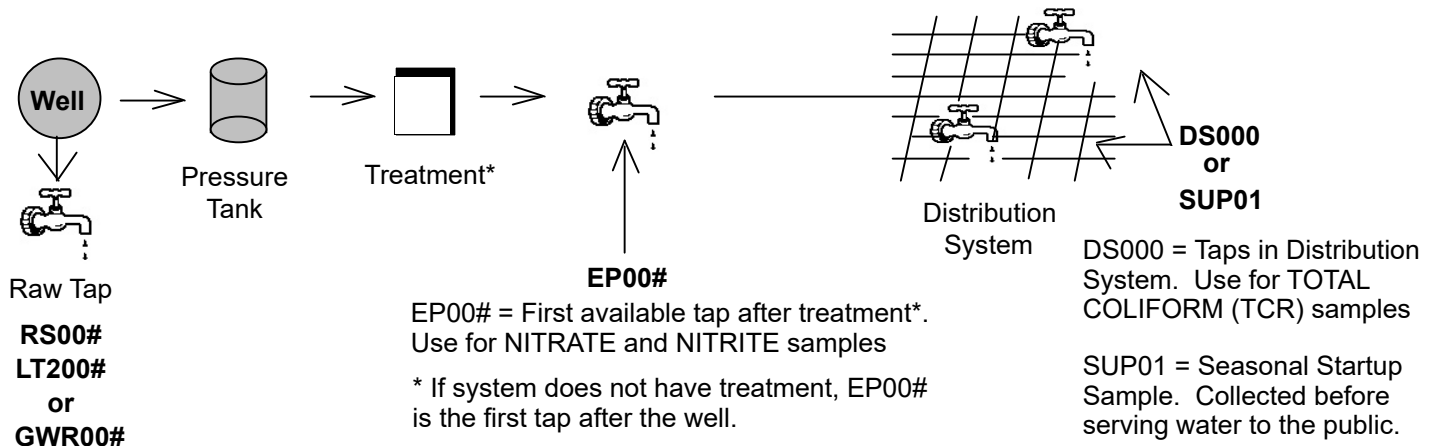 Well
Pressure
Tank
Treatment*
Raw Tap
RS00#
LT200#
or
GWR00#
EP00#
EP00# = First available tap after treatment*.
Use for NITRATE and NITRITE samples
* If system does not have treatment, EP00#
is the first tap after the well.
Distribution
System
DS000
or
SUP01
DS000 = Taps in Distribution
System. Use for TOTAL
COLIFORM (TCR) samples
SUP01 = Seasonal Startup
Sample. Collected before
serving water to the public.